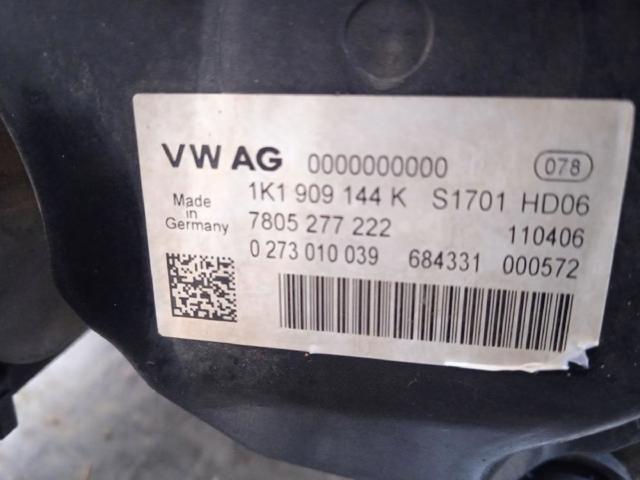 VW AG 0000000000 078
Made in Germany
1K1 909 144 K S1701 HD06
7805 277 222 110406
0 273 010 039 684331 000572